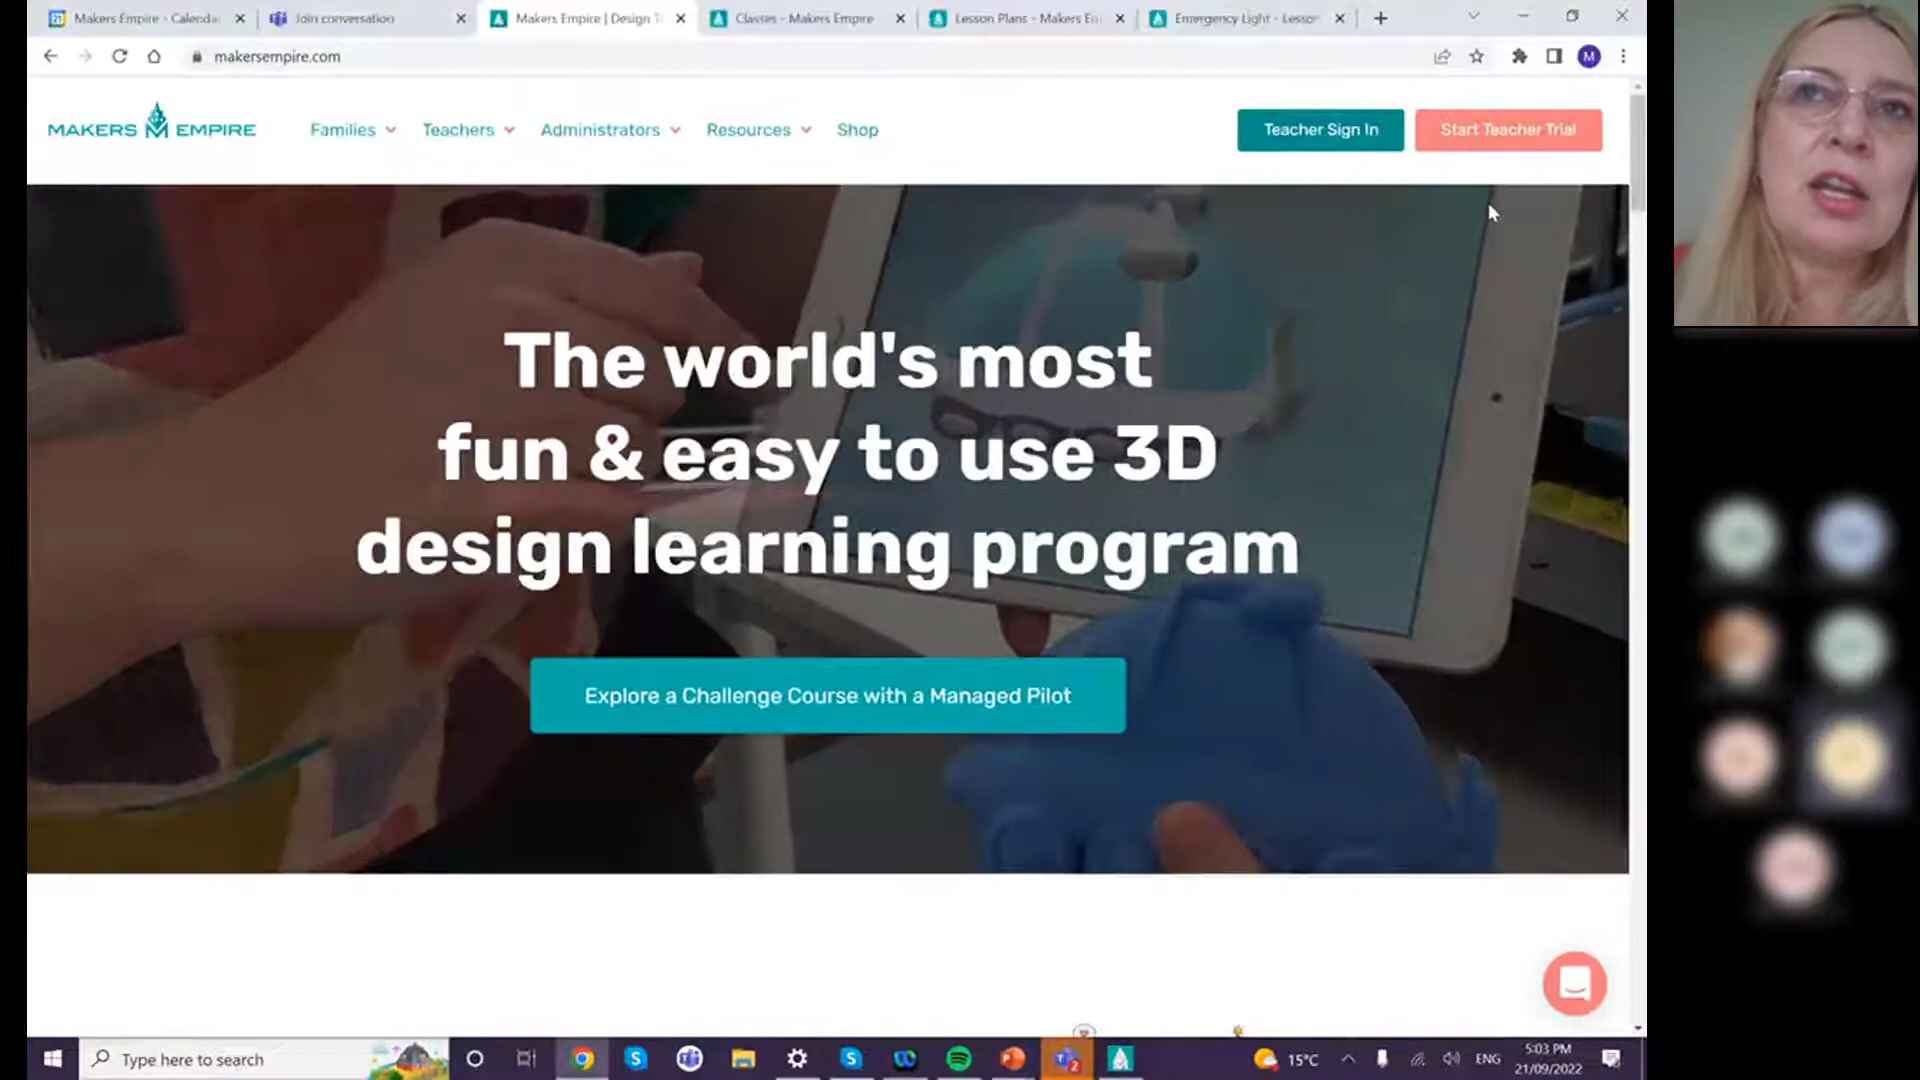 Makers Empire - Calenda
Join conversation
Makers Empire | Design T
Classes - Makers Empire
Lesson Plans - Makers Em
Emergency Light - Lesson
makersempire.com
M
MAKERS EMPIRE
Families
Teachers
Administrators
Resources
Shop
Teacher Sign In
Start Teacher Trial
The world's most
fun & easy to use 3D
design learning program
Explore a Challenge Course with a Managed Pilot
Type here to search
15°C
ENG
5:03 PM
21/09/2022